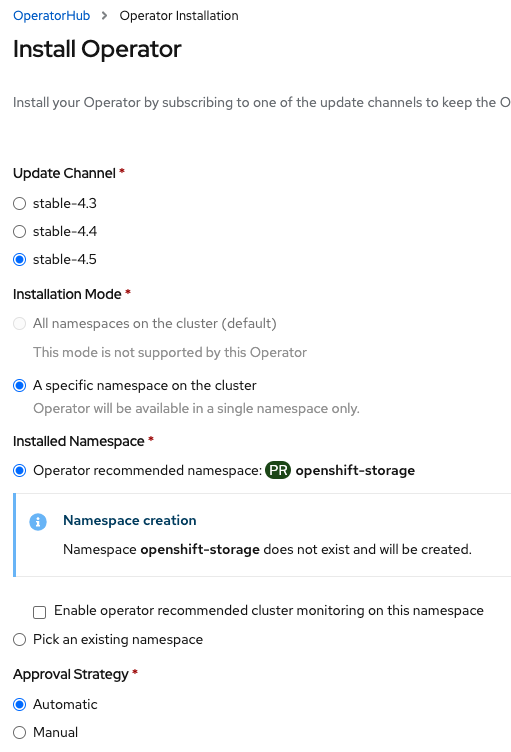 OperatorHub > Operator Installation
Install Operator
Install your Operator by subscribing to one of the update channels to keep the O
Update Channel *
stable-4.3
stable-4.4
stable-4.5
Installation Mode *
All namespaces on the cluster (default)
This mode is not supported by this Operator
A specific namespace on the cluster
Operator will be available in a single namespace only.
Installed Namespace *
Operator recommended namespace: PR openshift-storage
Namespace creation
Namespace openshift-storage does not exist and will be created.
Enable operator recommended cluster monitoring on this namespace
Pick an existing namespace
Approval Strategy *
Automatic
Manual